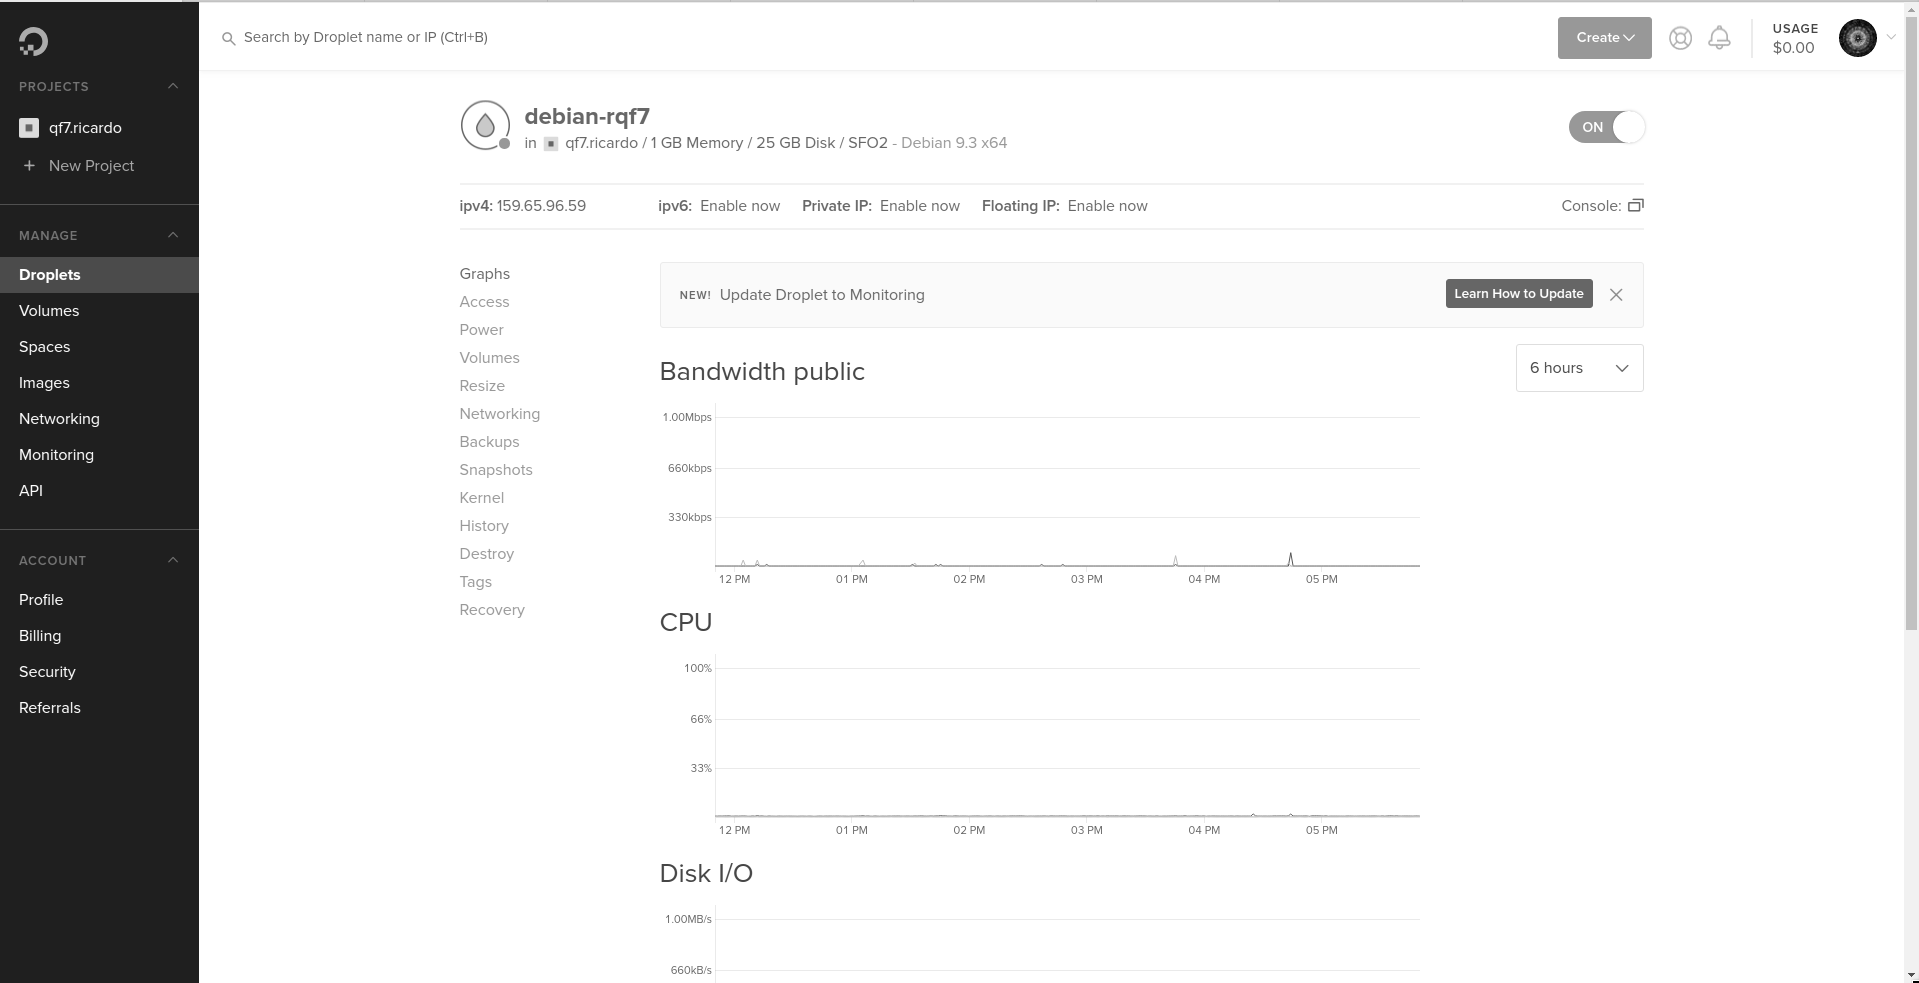 Search by Droplet name or IP (Ctrl+B)
Create
USAGE
$0.00
PROJECTS
qf7.ricardo
+ New Project
MANAGE
Droplets
Volumes
Spaces
Images
Networking
Monitoring
API
ACCOUNT
Profile
Billing
Security
Referrals
debian-rqf7
in qf7.ricardo / 1 GB Memory / 25 GB Disk / SFO2 - Debian 9.3 x64
ON
ipv4: 159.65.96.59 ipv6: Enable now Private IP: Enable now Floating IP: Enable now Console:
Graphs
Access
Power
Volumes
Resize
Networking
Backups
Snapshots
Kernel
History
Destroy
Tags
Recovery
NEW! Update Droplet to Monitoring Learn How to Update
Bandwidth public
6 hours
1.00Mbps
660kbps
330kbps
12 PM 01 PM 02 PM 03 PM 04 PM 05 PM
CPU
100%
66%
33%
12 PM 01 PM 02 PM 03 PM 04 PM 05 PM
Disk I/O
1.00MB/s
660kB/s